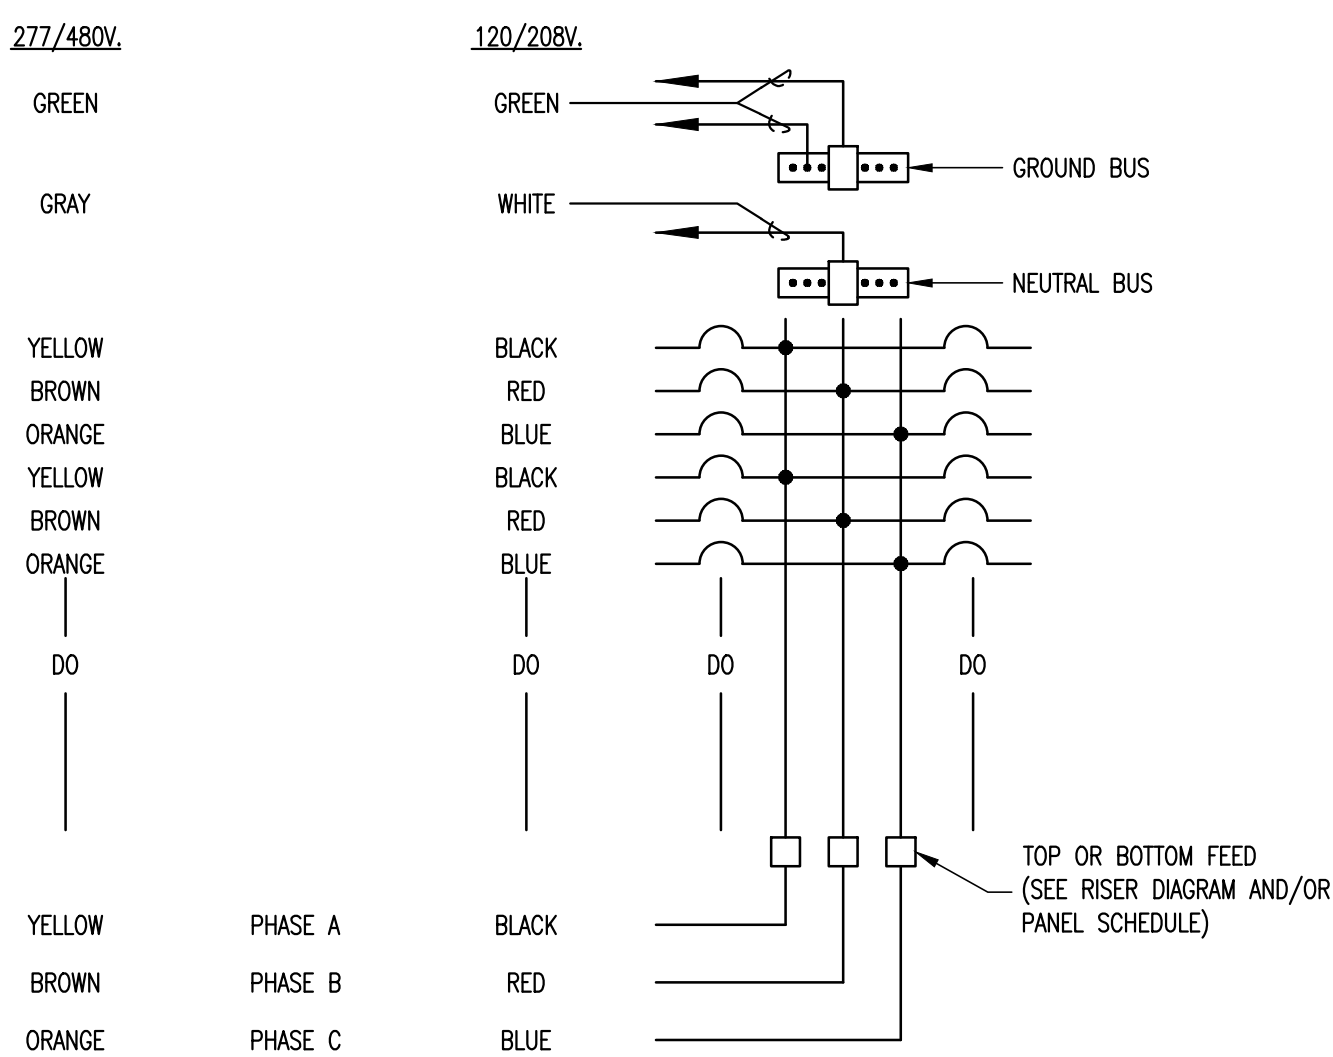 277/480V. 120/208V.
GREEN GREEN
GROUND BUS
GRAY WHITE
NEUTRAL BUS
YELLOW BLACK
BROWN RED
ORANGE BLUE
YELLOW BLACK
BROWN RED
ORANGE BLUE
DO DO DO DO
TOP OR BOTTOM FEED
(SEE RISER DIAGRAM AND/OR
PANEL SCHEDULE)
YELLOW PHASE A BLACK
BROWN PHASE B RED
ORANGE PHASE C BLUE